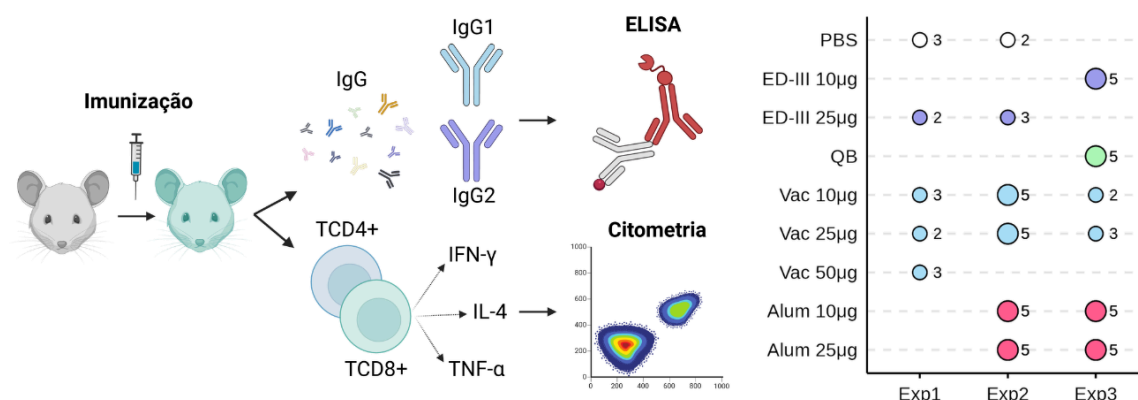 Imunização
IgG
IgG1
IgG2
ELISA
TCD4+
TCD8+
IFN-γ
IL-4
TNF-α
Citometria
1000
800
600
400
200
0
0 200 400 600 800 1000
PBS 3 2
ED-III 10µg 5
ED-III 25µg 2 3
QB 5
Vac 10µg 3 5 2
Vac 25µg 2 5 3
Vac 50µg 3
Alum 10µg 5 5
Alum 25µg 5 5
Exp1 Exp2 Exp3